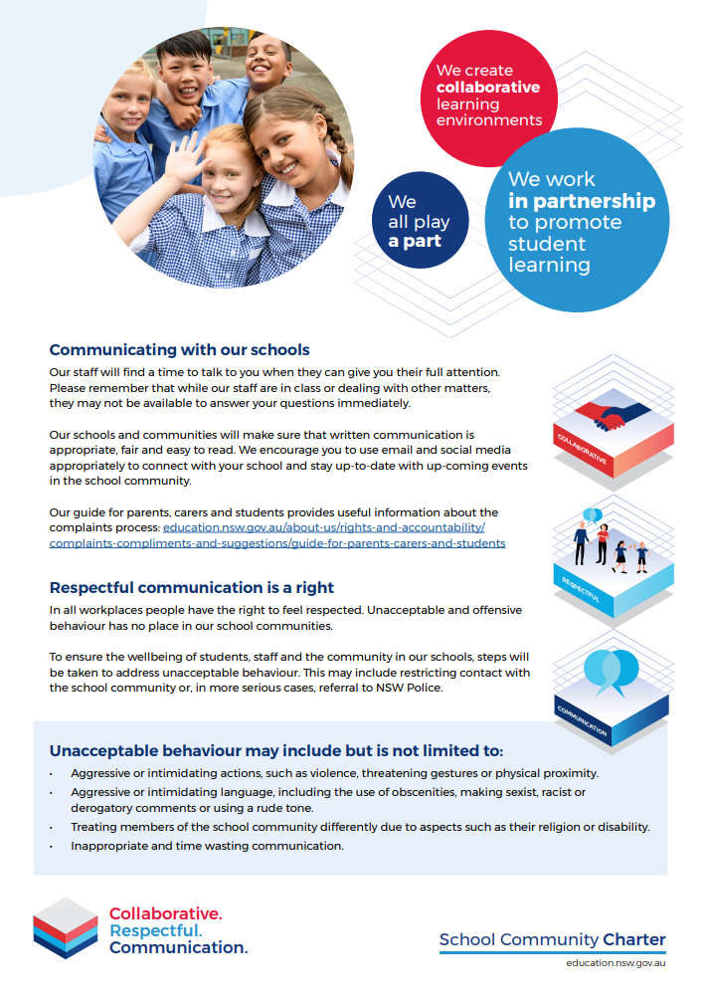 We create
collaborative
learning
environments
We
all play
a part
We work
in partnership
to promote
student
learning
Communicating with our schools
Our staff will find a time to talk to you when they can give you their full attention.
Please remember that while our staff are in class or dealing with other matters,
they may not be available to answer your questions immediately.
Our schools and communities will make sure that written communication is
appropriate, fair and easy to read. We encourage you to use email and social media
appropriately to connect with your school and stay up-to-date with up-coming events
in the school community.
Our guide for parents, carers and students provides useful information about the
complaints process: education.nsw.gov.au/about-us/rights-and-accountability/
complaints-compliments-and-suggestions/guide-for-parents-carers-and-students
COLLABORATIVE
RESPECTFUL
COMMUNICATION
Respectful communication is a right
In all workplaces people have the right to feel respected. Unacceptable and offensive
behaviour has no place in our school communities.
To ensure the wellbeing of students, staff and the community in our schools, steps will
be taken to address unacceptable behaviour. This may include restricting contact with
the school community or, in more serious cases, referral to NSW Police.
Unacceptable behaviour may include but is not limited to:
• Aggressive or intimidating actions, such as violence, threatening gestures or physical proximity.
• Aggressive or intimidating language, including the use of obscenities, making sexist, racist or
derogatory comments or using a rude tone.
• Treating members of the school community differently due to aspects such as their religion or disability.
• Inappropriate and time wasting communication.
Collaborative.
Respectful.
Communication.
School Community Charter
education.nsw.gov.au